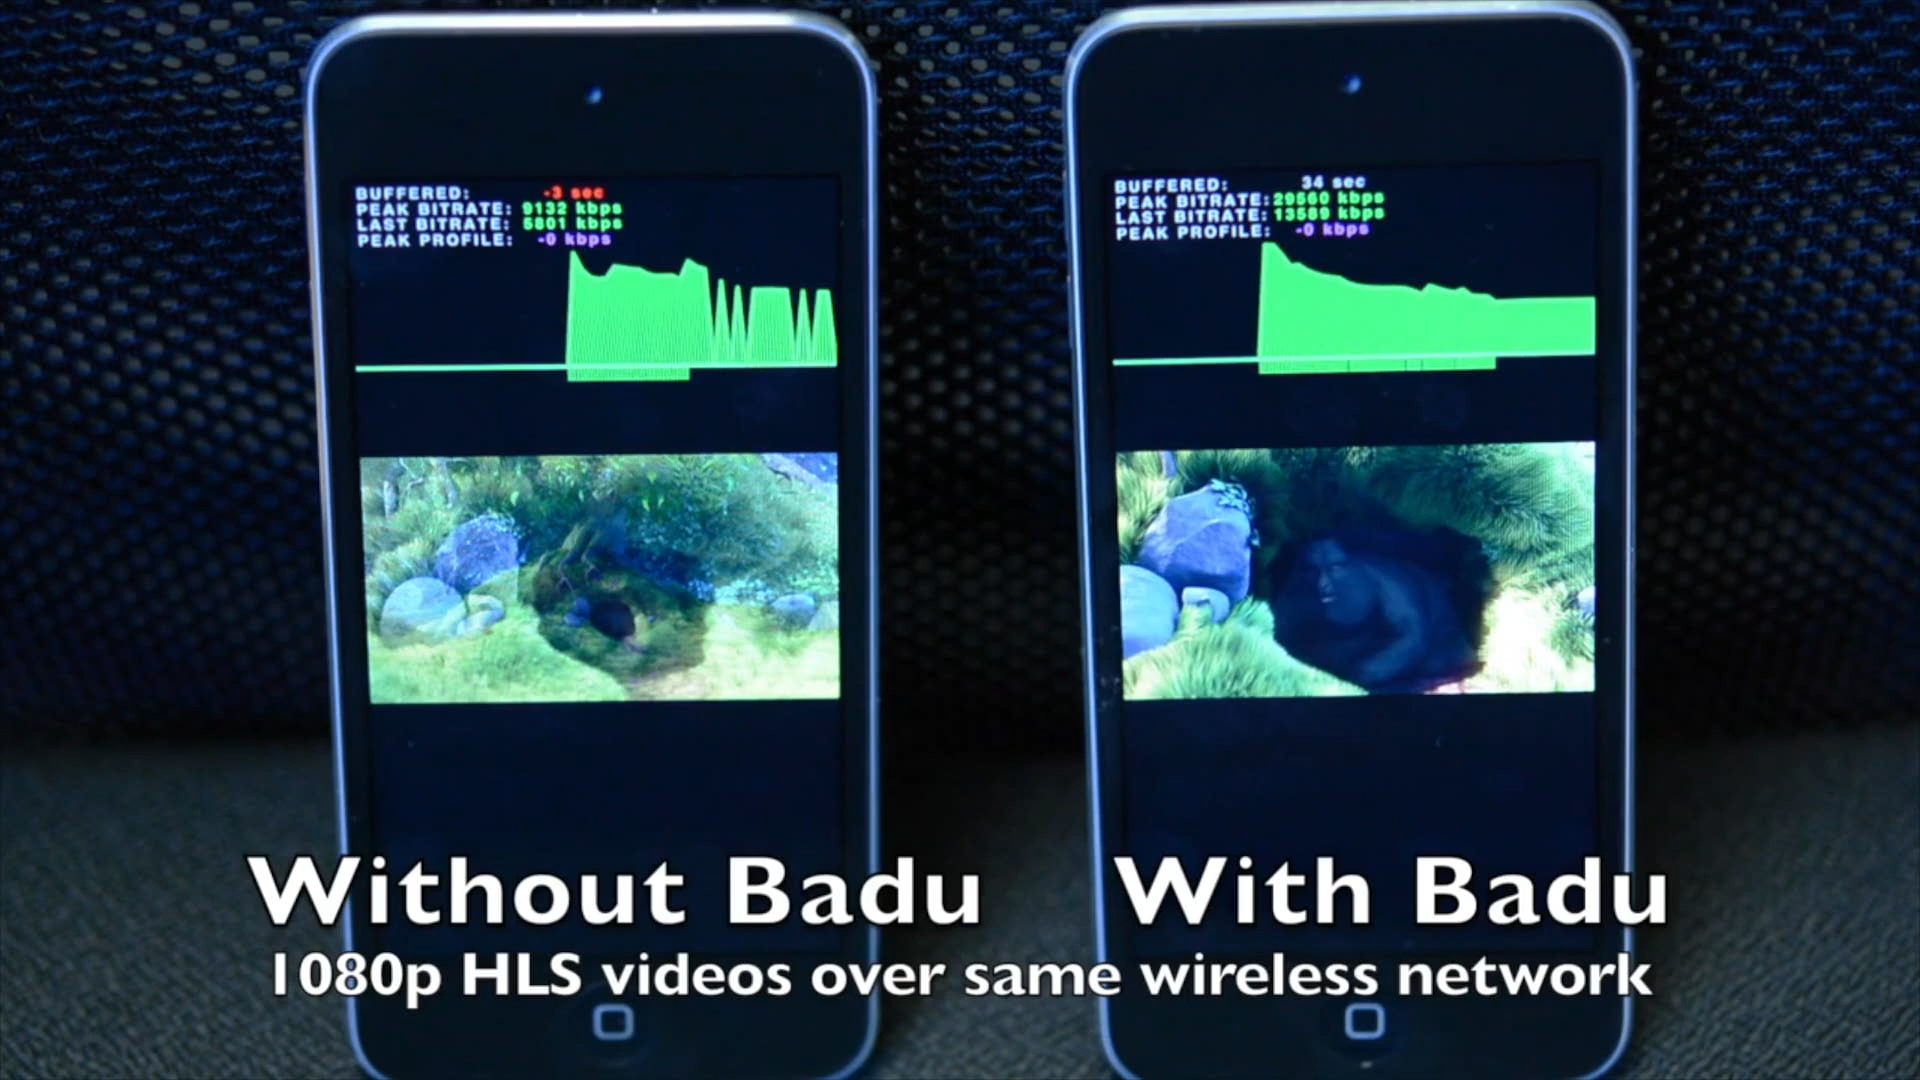 BUFFERED: -3 sec
PEAK BITRATE: 9132 kbps
LAST BITRATE: 5801 kbps
PEAK PROFILE: -0 kbps
BUFFERED: 34 sec
PEAK BITRATE: 29560 kbps
LAST BITRATE: 13589 kbps
PEAK PROFILE: -0 kbps
Without Badu
With Badu
1080p HLS videos over same wireless network